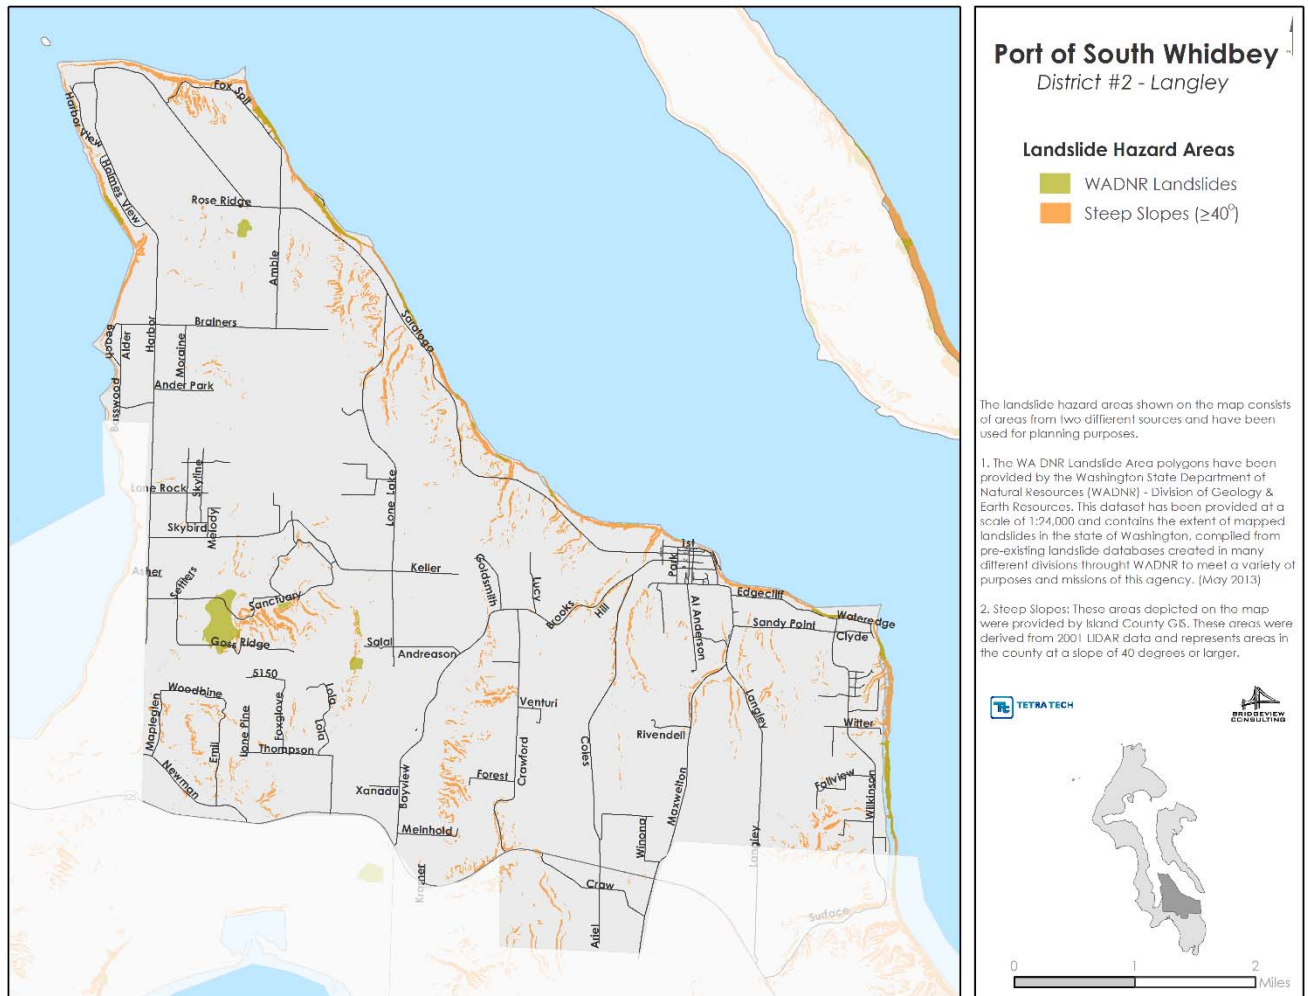 Port of South Whidbey
District #2 - Langley
Landslide Hazard Areas
WADNR Landslides
Steep Slopes (≥40°)
The landslide hazard areas shown on the map consists
of areas from two different sources and have been
used for planning purposes.
1. The WA DNR Landslide Area polygons have been
provided by the Washington State Department of
Natural Resources (WADNR) - Division of Geology &
Earth Resources. This dataset has been provided at a
scale of 1:24,000 and contains the extent of mapped
landslides in the state of Washington, compiled from
pre-existing landslide databases created in many
different divisions throught WADNR to meet a variety of
purposes and missions of this agency. (May 2013)
2. Steep Slopes: These areas depicted on the map
were provided by Island County GIS. These areas were
derived from 2001 LIDAR data and represents areas in
the county at a slope of 40 degrees or larger.
TETRA TECH
BRIDGEVIEW
CONSULTING
0 1 2
Miles
Fox Spit
Harbor View
Holmes View
Rose Ridge
Amble
Saratoga
Brainers
Beach
Alder
Harbor
Moraine
Ander Park
Basswood
Skyline
Lone Rock
Lone Lake
Skybird
Melody
1st
Park
Asher
Settlers
Keller
Goldsmith
Lucy
Brooks
Hill
Al Anderson
Edgecliff
Sanctuary
Wateredge
Sandy Point
Clyde
Goss Ridge
Salal
Andreason
5150
Woodbine
Lola
Lola
Foxglove
Lone Pine
Mapleglen
Emil
Thompson
Venturi
Crawford
Coles
Rivendell
Langley
Witter
Newman
Xanadu
Bayview
Forest
Maxwelton
Fallview
Wilkinson
Meinhold
Winona
Langley
Kramer
Craw
Ariel
Surface